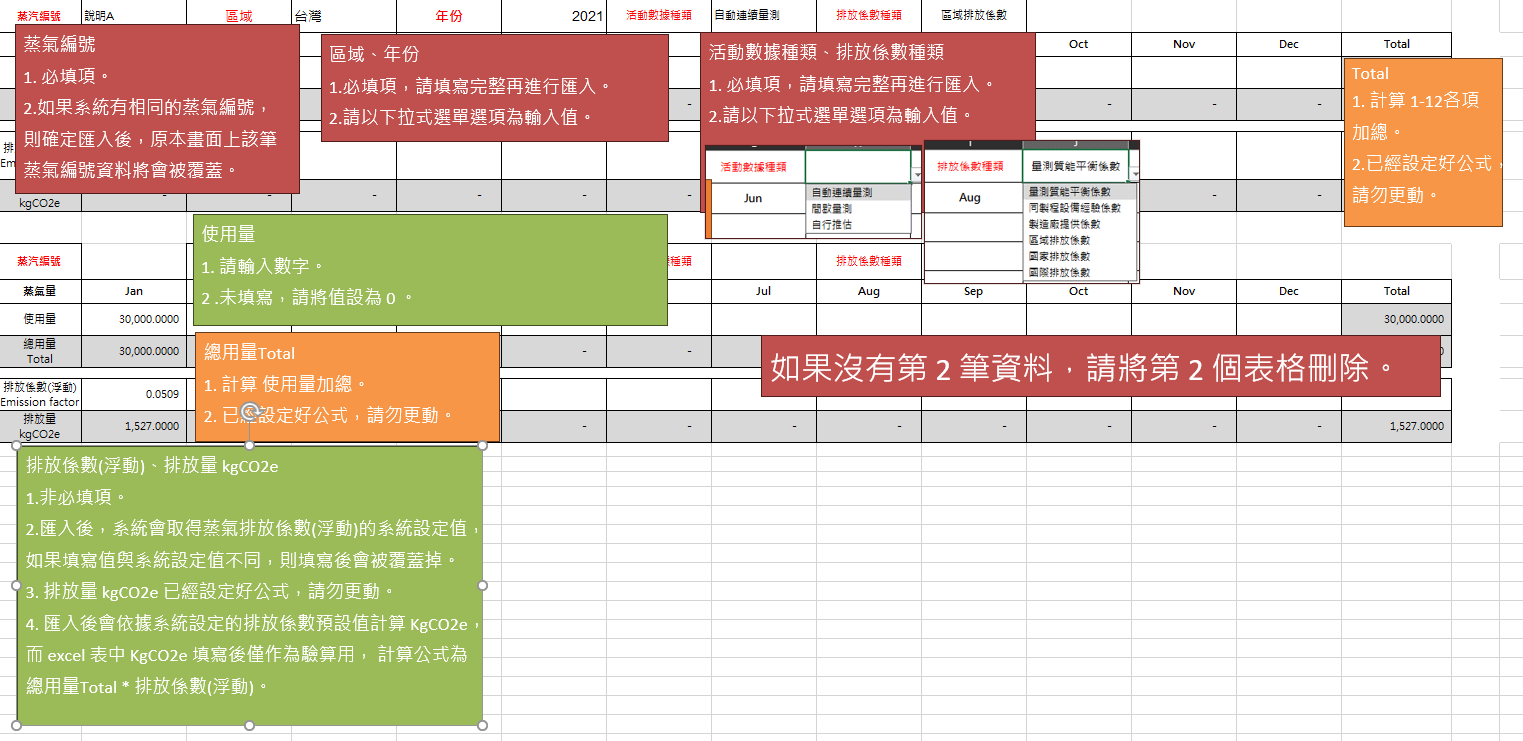 蒸氣編號 說明A 區域 台灣 年份 2021 活動數據種類 自動連續量測 排放係數種類 區域排放係數
蒸氣編號
1. 必填項。
2.如果系統有相同的蒸氣編號，
則確定匯入後，原本畫面上該筆
蒸氣編號資料將會被覆蓋。
區域、年份
1.必填項，請填寫完整再進行匯入。
2.請以下拉式選單選項為輸入值。
活動數據種類、排放係數種類
1. 必填項，請填寫完整再進行匯入。
2.請以下拉式選單選項為輸入值。
Oct Nov Dec Total
Total
1. 計算 1-12各項
加總。
2.已經設定好公式，
請勿更動。
- - - -
活動數據種類
Jun
自動連續量測
間歇量測
自行推估
排放係數種類 量測質能平衡係數
Aug
量測質能平衡係數
同製程設備經驗係數
製造廠提供係數
區域排放係數
國家排放係數
國際排放係數
排
Em
kgCO2e - - - - - - - -
使用量
1. 請輸入數字。
2 .未填寫，請將值設為 0 。
蒸汽編號 種類 排放係數種類
蒸氣量 Jan Jul Aug Sep Oct Nov Dec Total
使用量 30,000.0000 30,000.0000
總用量
Total 30,000.0000 - - -
總用量Total
1. 計算 使用量加總。
2. 已經設定好公式，請勿更動。
如果沒有第 2 筆資料，請將第 2 個表格刪除。
排放係數(浮動)
Emission factor 0.0509
排放量
kgCO2e 1,527.0000 - - - - - - - - 1,527.0000
排放係數(浮動)、排放量 kgCO2e
1.非必填項。
2.匯入後，系統會取得蒸氣排放係數(浮動)的系統設定值，
如果填寫值與系統設定值不同，則填寫後會被覆蓋掉。
3. 排放量 kgCO2e 已經設定好公式，請勿更動。
4. 匯入後會依據系統設定的排放係數預設值計算 KgCO2e，
而 excel 表中 KgCO2e 填寫後僅作為驗算用， 計算公式為
總用量Total * 排放係數(浮動)。